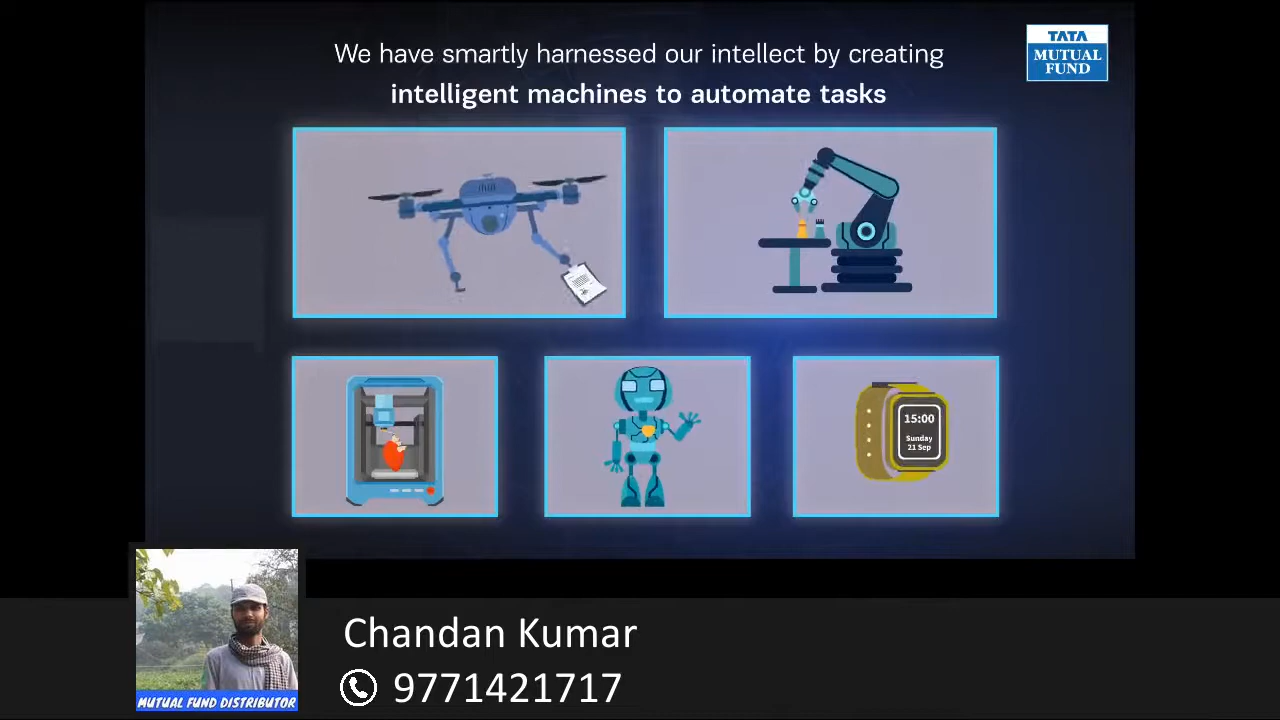 We have smartly harnessed our intellect by creating
intelligent machines to automate tasks
TATA
MUTUAL
FUND
15:00
Sunday
21 Sep
MUTUAL FUND DISTRIBUTOR
Chandan Kumar
9771421717